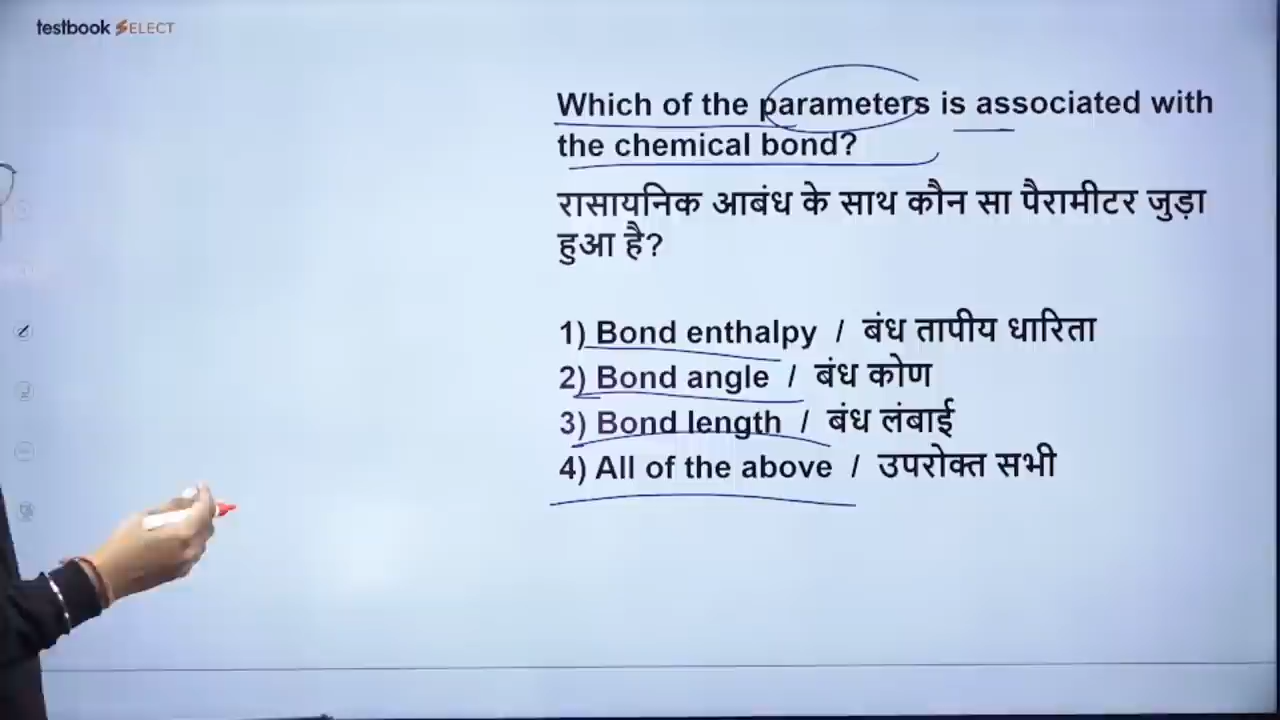 testbook SELECT
Which of the parameters is associated with
the chemical bond?
रासायनिक आबंध के साथ कौन सा पैरामीटर जुड़ा
हुआ है?
1) Bond enthalpy / बंध तापीय धारिता
2) Bond angle / बंध कोण
3) Bond length / बंध लंबाई
4) All of the above / उपरोक्त सभी